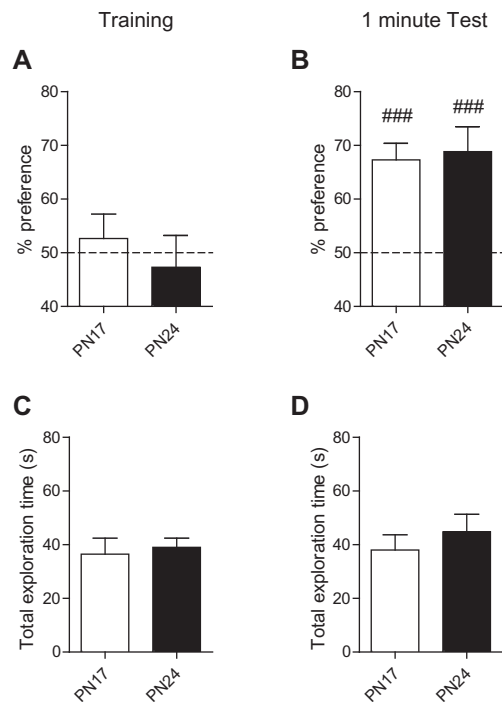 Training
1 minute Test
A
B
% preference
80
70
60
50
40
PN17
PN24
% preference
80
70
60
50
40
###
###
PN17
PN24
C
D
Total exploration time (s)
80
60
40
20
0
PN17
PN24
Total exploration time (s)
80
60
40
20
0
PN17
PN24